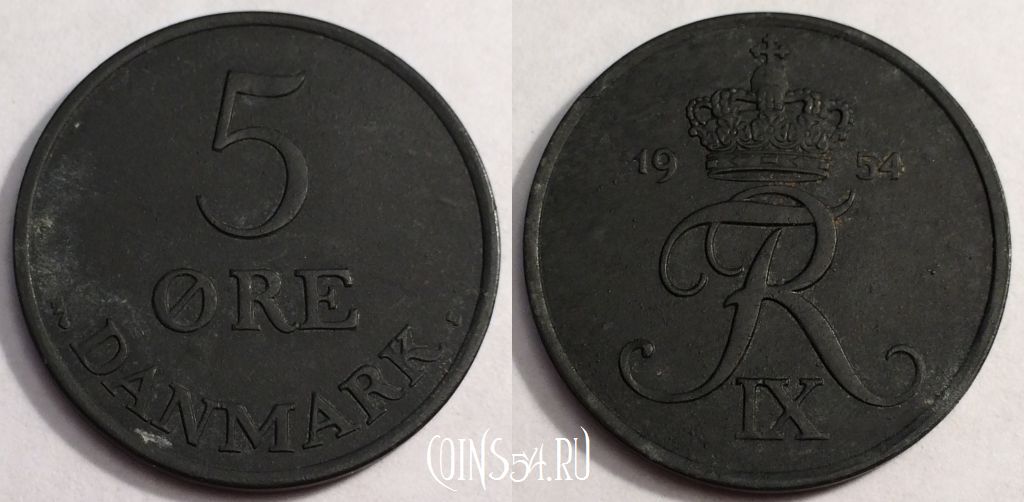 5
ØRE
DANMARK
19 54
FR
IX
COINS54.RU